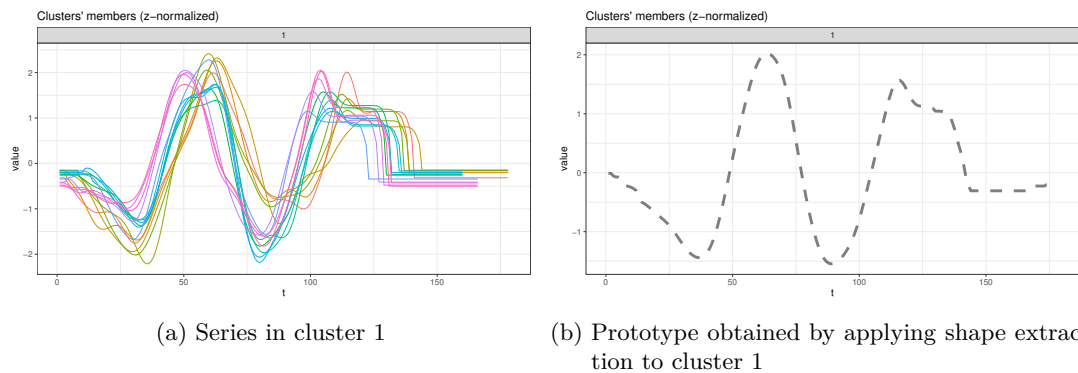 Clusters' members (z-normalized)
1
value
2
1
0
−1
−2
0
50
100
150
t
(a) Series in cluster 1
Clusters' members (z-normalized)
1
value
2
1
0
−1
0
50
100
150
t
(b) Prototype obtained by applying shape extrac
tion to cluster 1